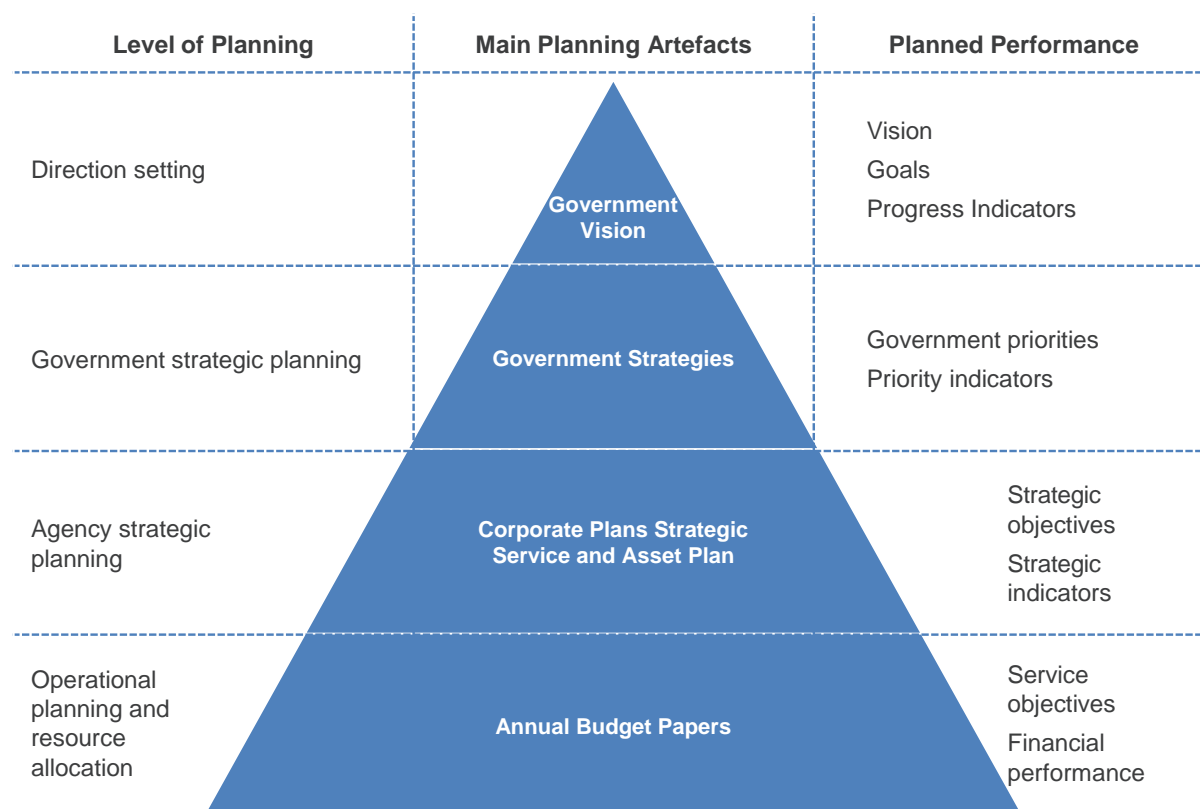 Level of Planning
Main Planning Artefacts
Planned Performance
Direction setting
Government
Vision
Vision
Goals
Progress Indicators
Government strategic planning
Government Strategies
Government priorities
Priority indicators
Agency strategic
planning
Corporate Plans Strategic
Service and Asset Plan
Strategic
objectives
Strategic
indicators
Operational
planning and
resource
allocation
Annual Budget Papers
Service
objectives
Financial
performance